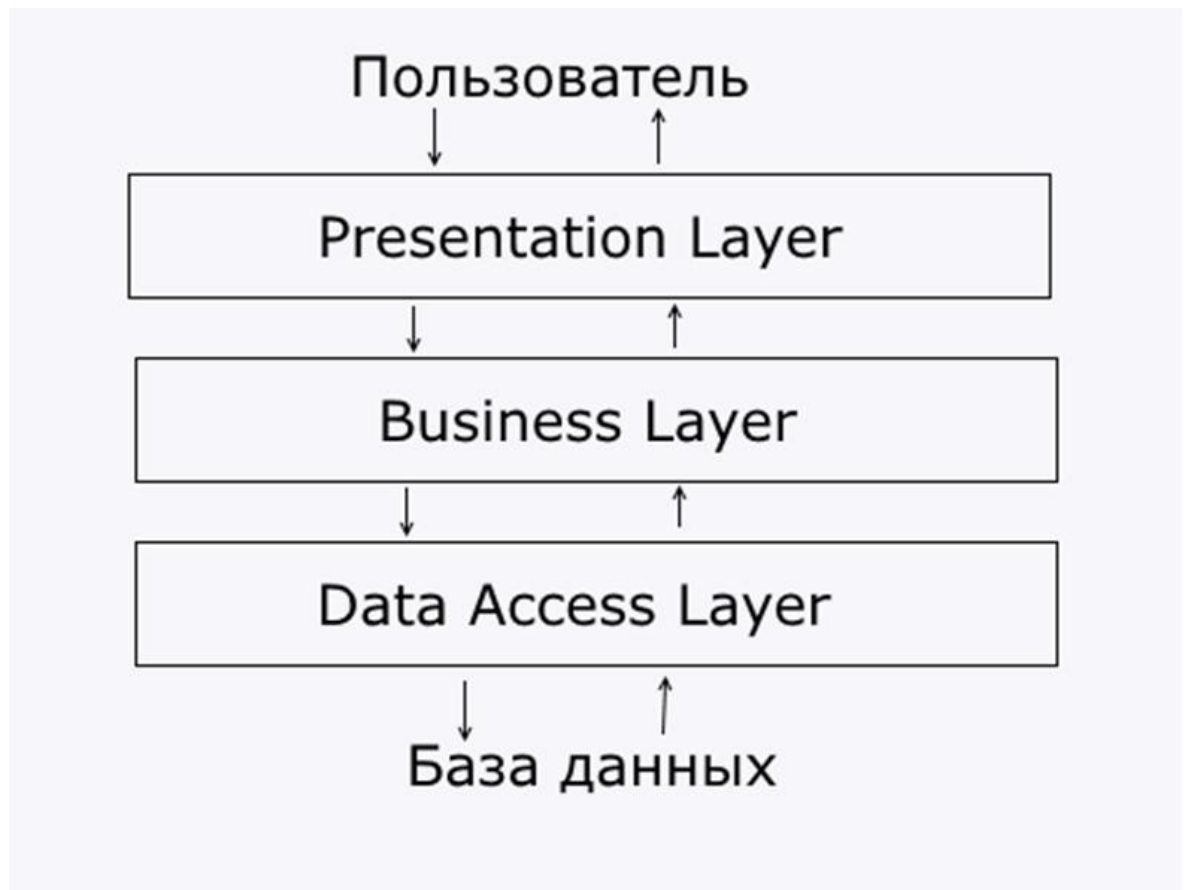 Пользователь
Presentation Layer
Business Layer
Data Access Layer
База данных